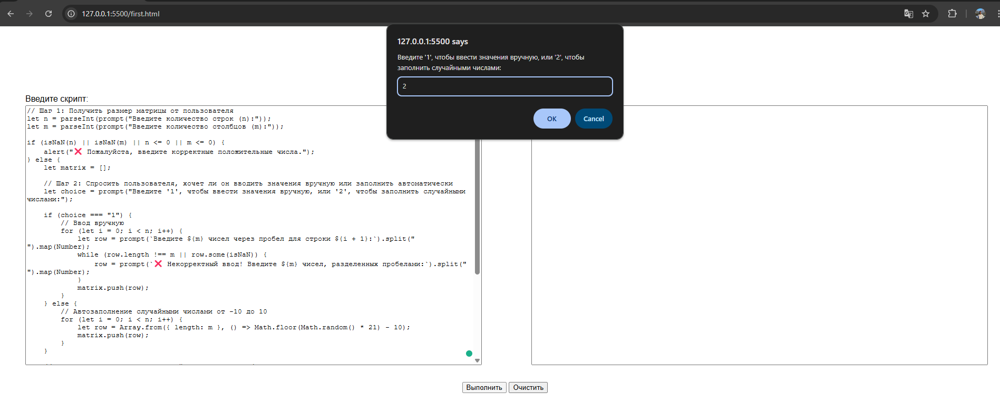 127.0.0.1:5500/first.html
127.0.0.1:5500 says
Введите '1', чтобы ввести значения вручную, или '2', чтобы
заполнить случайными числами:
2
OK
Cancel
Введите скрипт:
// Шаг 1: Получить размер матрицы от пользователя
let n = parseInt(prompt("Введите количество строк (n):"));
let m = parseInt(prompt("Введите количество столбцов (m):"));
if (isNaN(n) || isNaN(m) || n <= 0 || m <= 0) {
    alert("❌ Пожалуйста, введите корректные положительные числа.");
} else {
    let matrix = [];
    // Шаг 2: Спросить пользователя, хочет ли он вводить значения вручную или заполнить автоматически
    let choice = prompt("Введите '1', чтобы ввести значения вручную, или '2', чтобы заполнить случайными
числами:");
    if (choice === "1") {
        // Ввод вручную
        for (let i = 0; i < n; i++) {
            let row = prompt(`Введите ${m} чисел через пробел для строки ${i + 1}:`).split("
").map(Number);
            while (row.length !== m || row.some(isNaN)) {
                row = prompt(`❌ Некорректный ввод! Введите ${m} чисел, разделенных пробелами:`).split("
").map(Number);
            }
            matrix.push(row);
        }
    } else {
        // Автозаполнение случайными числами от -10 до 10
        for (let i = 0; i < n; i++) {
            let row = Array.from({ length: m }, () => Math.floor(Math.random() * 21) - 10);
            matrix.push(row);
        }
    }
Выполнить
Очистить